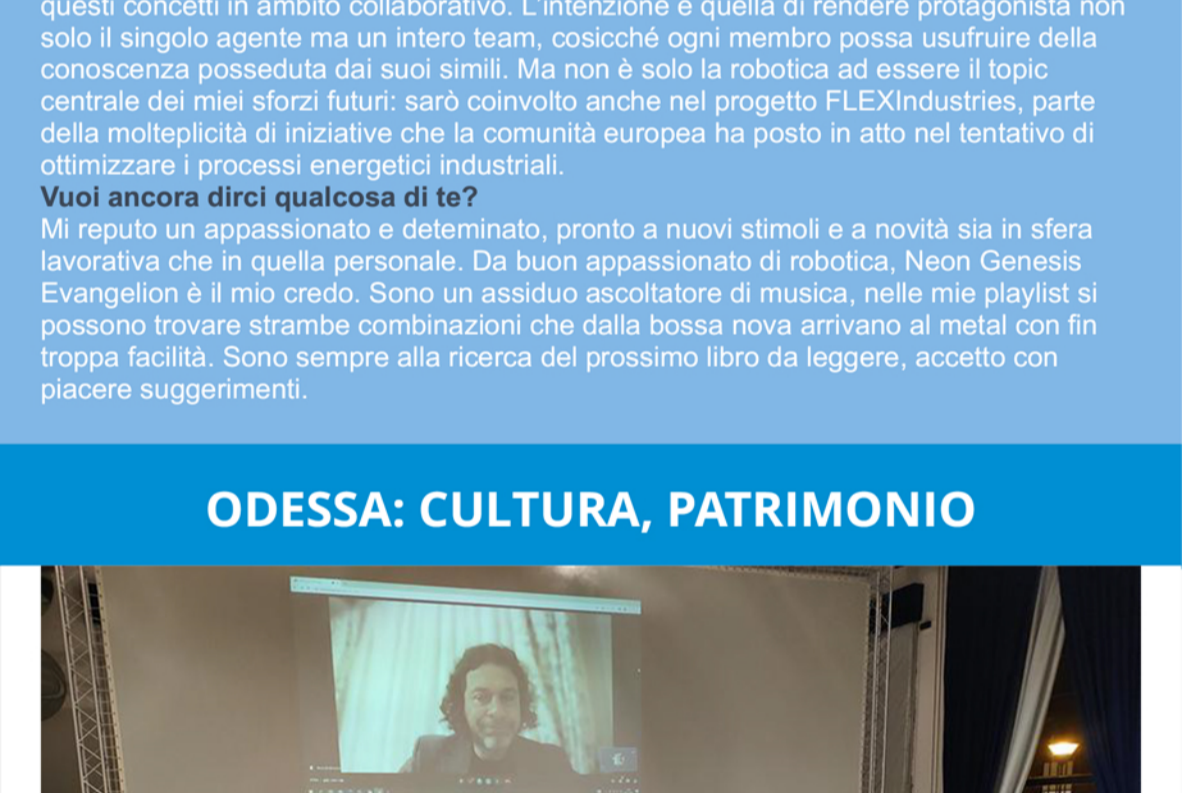 questi concetti in ambito collaborativo. L'intenzione è quella di rendere protagonista non
solo il singolo agente ma un intero team, cosicché ogni membro possa usufruire della
conoscenza posseduta dai suoi simili. Ma non è solo la robotica ad essere il topic
centrale dei miei sforzi futuri: sarò coinvolto anche nel progetto FLEXIndustries, parte
della molteplicità di iniziative che la comunità europea ha posto in atto nel tentativo di
ottimizzare i processi energetici industriali.
Vuoi ancora dirci qualcosa di te?
Mi reputo un appassionato e deteminato, pronto a nuovi stimoli e a novità sia in sfera
lavorativa che in quella personale. Da buon appassionato di robotica, Neon Genesis
Evangelion è il mio credo. Sono un assiduo ascoltatore di musica, nelle mie playlist si
possono trovare strambe combinazioni che dalla bossa nova arrivano al metal con fin
troppa facilità. Sono sempre alla ricerca del prossimo libro da leggere, accetto con
piacere suggerimenti.
ODESSA: CULTURA, PATRIMONIO